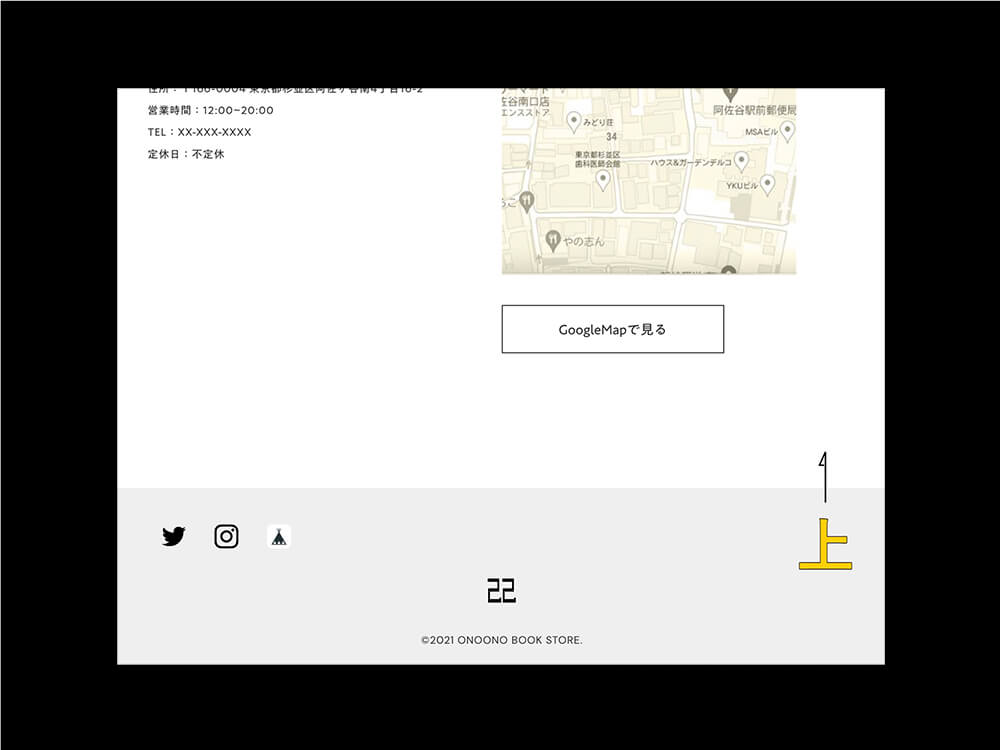 住所：〒166-0004 東京都杉並区阿佐ヶ谷南4丁目16-2
営業時間：12:00−20:00
TEL：XX-XXX-XXXX
定休日：不定休
佐谷南口店
エンスストア
みどり荘
34
東京都杉並区
歯科医師会館
阿佐谷駅前郵便局
MSAビル
ハウス&ガーデンデルコ
YKUビル
やの志ん
GoogleMapで見る
上
22
©2021 ONOONO BOOK STORE.